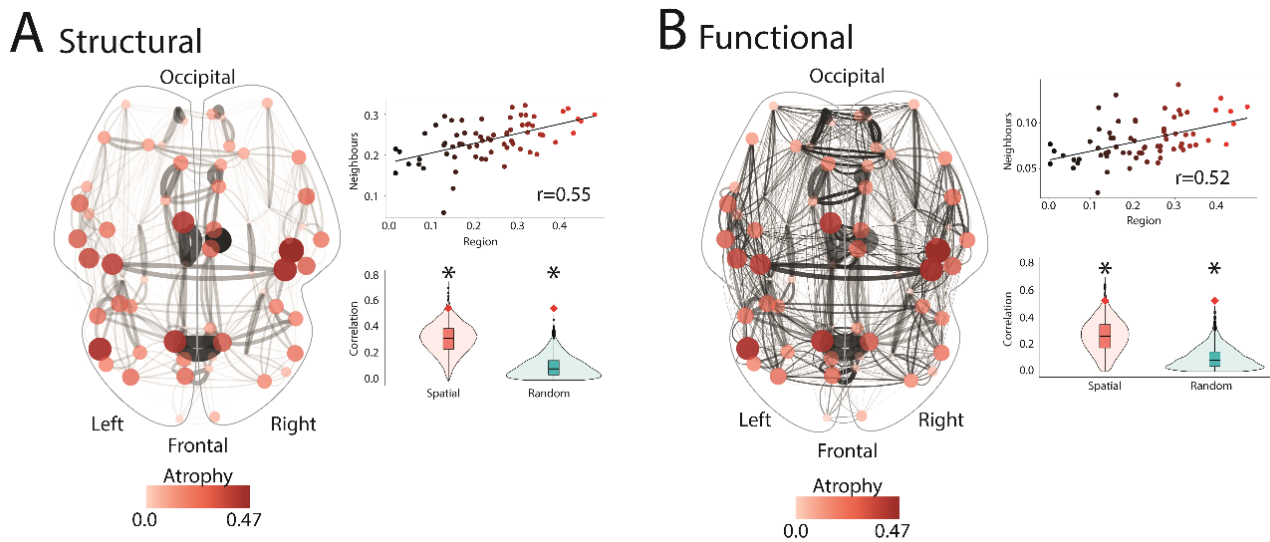 A Structural
Occipital
Left
Right
Frontal
Atrophy
0.0 0.47
Neighbours
0.3
0.2
0.1
0.0 0.1 0.2 0.3 0.4
r=0.55
Region
Correlation
0.8
0.6
0.4
0.2
0.0
* *
Spatial Random
B Functional
Occipital
Left
Right
Frontal
Atrophy
0.0 0.47
Neighbours
0.10
0.05
0.0 0.1 0.2 0.3 0.4
r=0.52
Region
Correlation
0.8
0.6
0.4
0.2
0.0
* *
Spatial Random